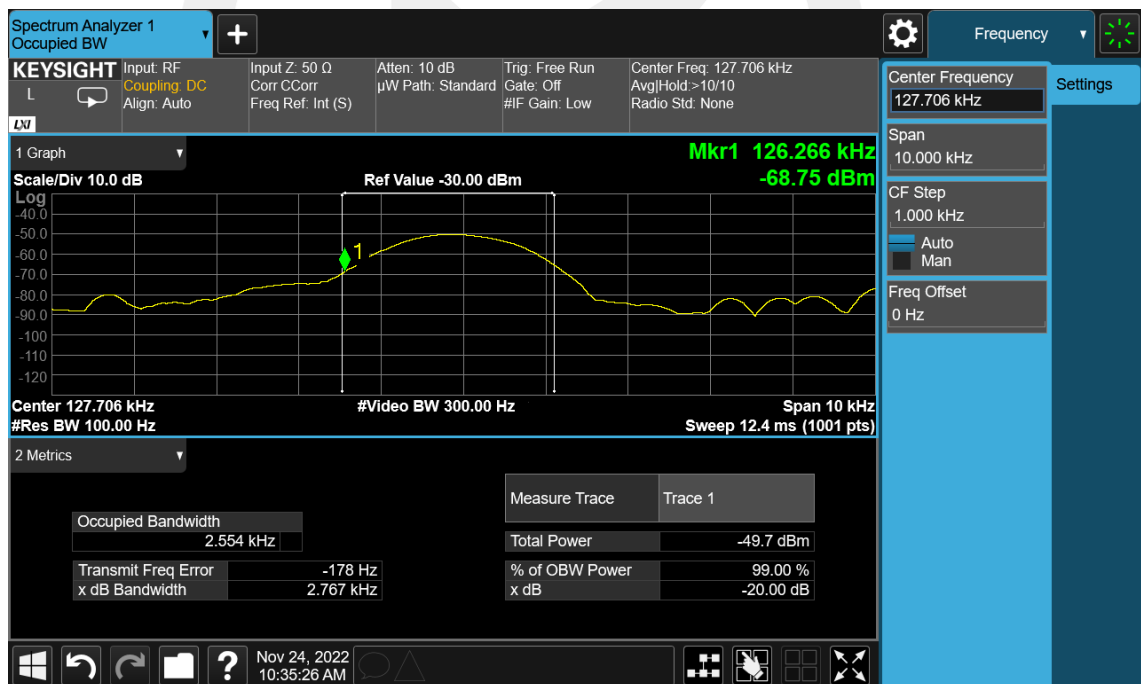 Spectrum Analyzer 1
Occupied BW
+
Frequency
KEYSIGHT
L
LXI
Input: RF
Coupling: DC
Align: Auto
Input Z: 50 Ω
Corr CCorr
Freq Ref: Int (S)
Atten: 10 dB
µW Path: Standard
Trig: Free Run
Gate: Off
#IF Gain: Low
Center Freq: 127.706 kHz
Avg|Hold:>10/10
Radio Std: None
Center Frequency
127.706 kHz
Settings
Span
10.000 kHz
CF Step
1.000 kHz
Auto
Man
Freq Offset
0 Hz
1 Graph
Mkr1 126.266 kHz
-68.75 dBm
Scale/Div 10.0 dB
Ref Value -30.00 dBm
Log
-40.0
-50.0
-60.0
-70.0
-80.0
-90.0
-100
-110
-120
1
Center 127.706 kHz
#Video BW 300.00 Hz
Span 10 kHz
#Res BW 100.00 Hz
Sweep 12.4 ms (1001 pts)
2 Metrics
Measure Trace Trace 1
Occupied Bandwidth
2.554 kHz
Total Power -49.7 dBm
Transmit Freq Error -178 Hz
% of OBW Power 99.00 %
x dB Bandwidth 2.767 kHz
x dB -20.00 dB
?
Nov 24, 2022
10:35:26 AM